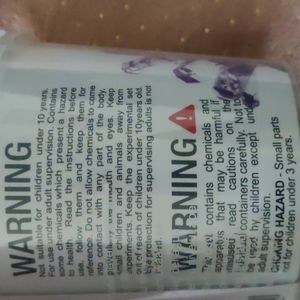 WARNING
Not suitable for children under 10 years.
For use under adult supervision. Contains
some chemicals which present a hazard
to health. Read the instructions before
use, follow them and keep them for
reference. Do not allow chemicals to come
into contact with any part of the body,
particularly the mouth and eyes. Keep
small children and animals away from
experiments. Keep the experimental set
out of reach of children under 10 years old.
Eye protection for supervising adults is not
WARNING
This set contains chemicals and
apparatus that may be harmful if
misused. Read cautions on
individual containers carefully. Not to
be used by children except under
adult supervision.
CHOKING HAZARD - Small parts
not for children under 3 years.